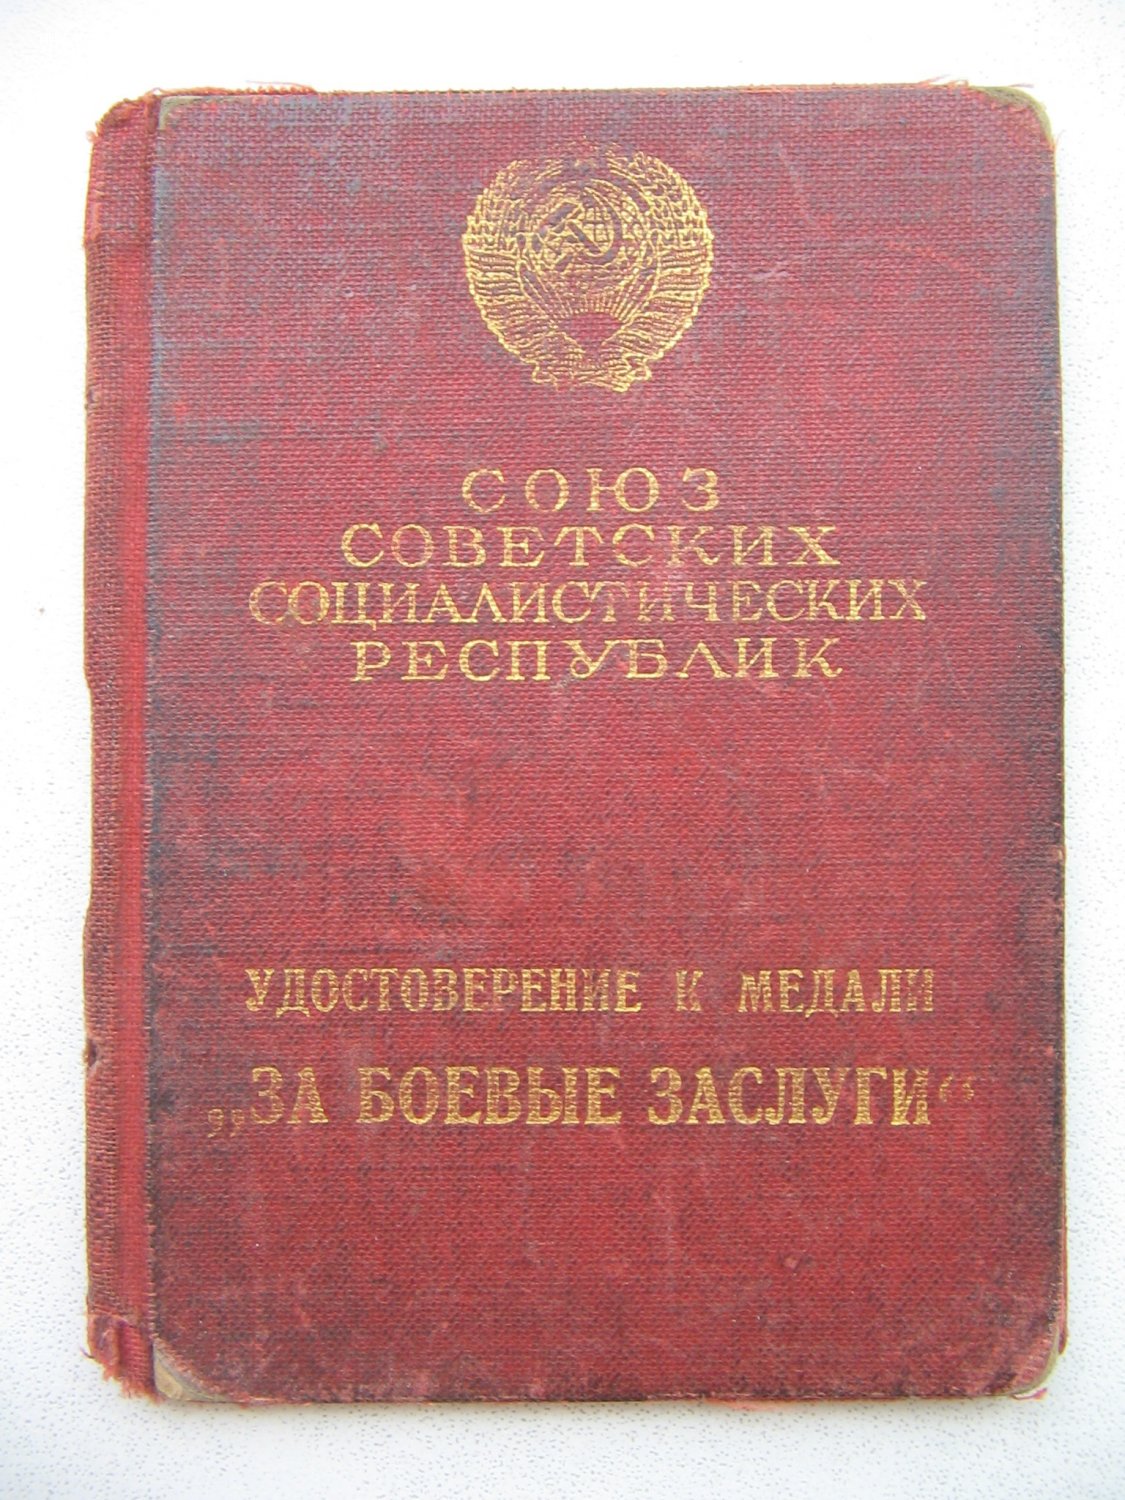 СОЮЗ
СОВЕТСКИХ
СОЦИАЛИСТИЧЕСКИХ
РЕСПУБЛИК
УДОСТОВЕРЕНИЕ К МЕДАЛИ
„ЗА БОЕВЫЕ ЗАСЛУГИ“